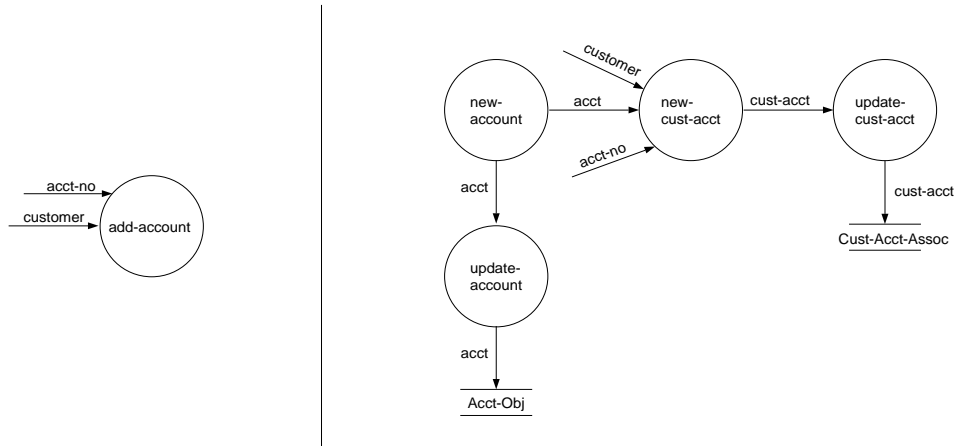 acct-no
customer
add-account
customer
new-
account
acct
new-
cust-acct
cust-acct
update-
cust-acct
acct-no
acct
cust-acct
Cust-Acct-Assoc
update-
account
acct
Acct-Obj